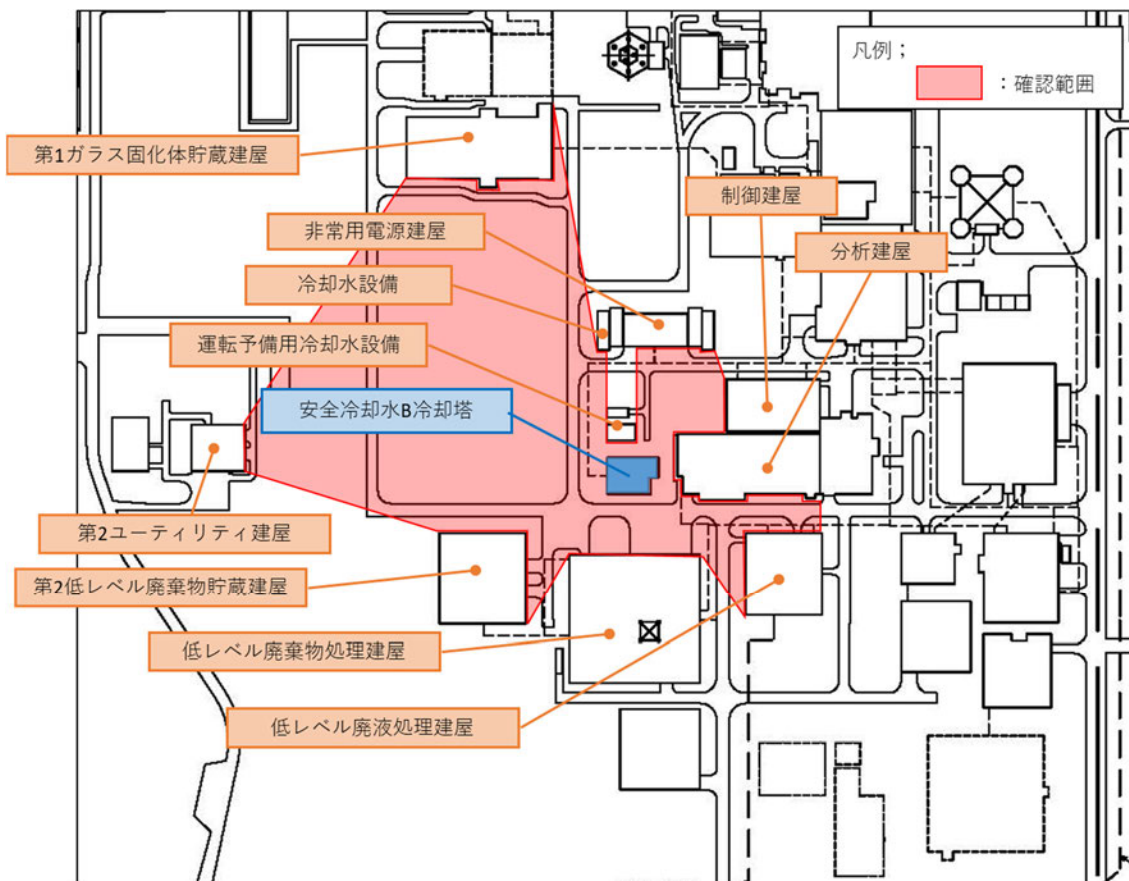 凡例；
：確認範囲
第1ガラス固化体貯蔵建屋
制御建屋
非常用電源建屋
分析建屋
冷却水設備
運転予備用冷却水設備
安全冷却水B冷却塔
第2ユーティリティ建屋
第2低レベル廃棄物貯蔵建屋
低レベル廃棄物処理建屋
低レベル廃液処理建屋